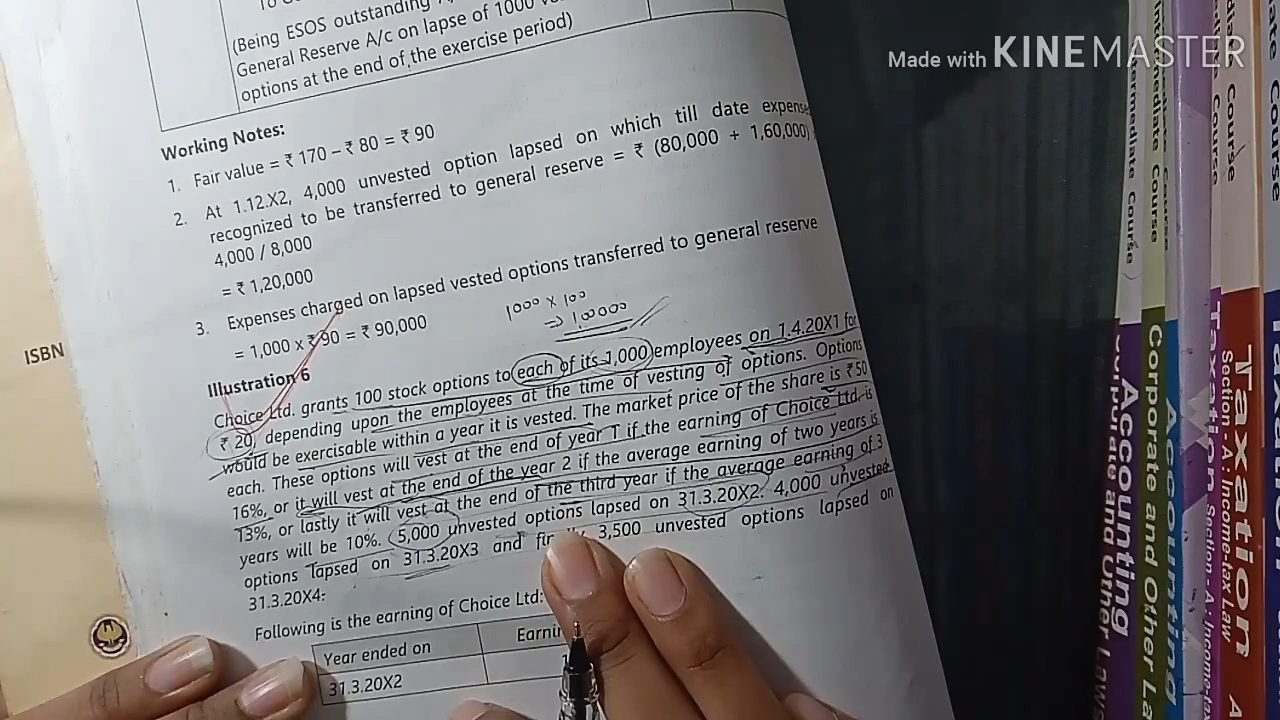 Made with KINEMASTER
(Being ESOS outstanding
General Reserve A/c on lapse of 1000
options at the end of the exercise period)
Working Notes:
1. Fair value = ₹ 170 – ₹ 80 = ₹ 90
2. At 1.12.X2, 4,000 unvested option lapsed on which till date expense
recognized to be transferred to general reserve = ₹ (80,000 + 1,60,000)
4,000 / 8,000
= ₹ 1,20,000
3. Expenses charged on lapsed vested options transferred to general reserve
= 1,000 x ₹ 90 = ₹ 90,000
1000 × 100
⇒ 100000
Illustration 6
Choice Ltd. grants 100 stock options to each of its 1,000 employees on 1.4.20X1 for
₹ 20, depending upon the employees at the time of vesting of options. Options
would be exercisable within a year it is vested. The market price of the share is ₹ 50
each. These options will vest at the end of year 1 if the earning of Choice Ltd. is
16%, or it will vest at the end of the year 2 if the average earning of two years is
13%, or lastly it will vest at the end of the third year if the average earning of 3
years will be 10%. 5,000 unvested options lapsed on 31.3.20X2. 4,000 unvested
options lapsed on 31.3.20X3 and 3,500 unvested options lapsed on
31.3.20X4:
Following is the earning of Choice Ltd:
Year ended on
31.3.20X2
ISBN
Corporate and Other
Accounting
Corporate and Other
Accounting
Taxation
Section - A : Income-tax Law
Taxation
Section - A : Income-tax